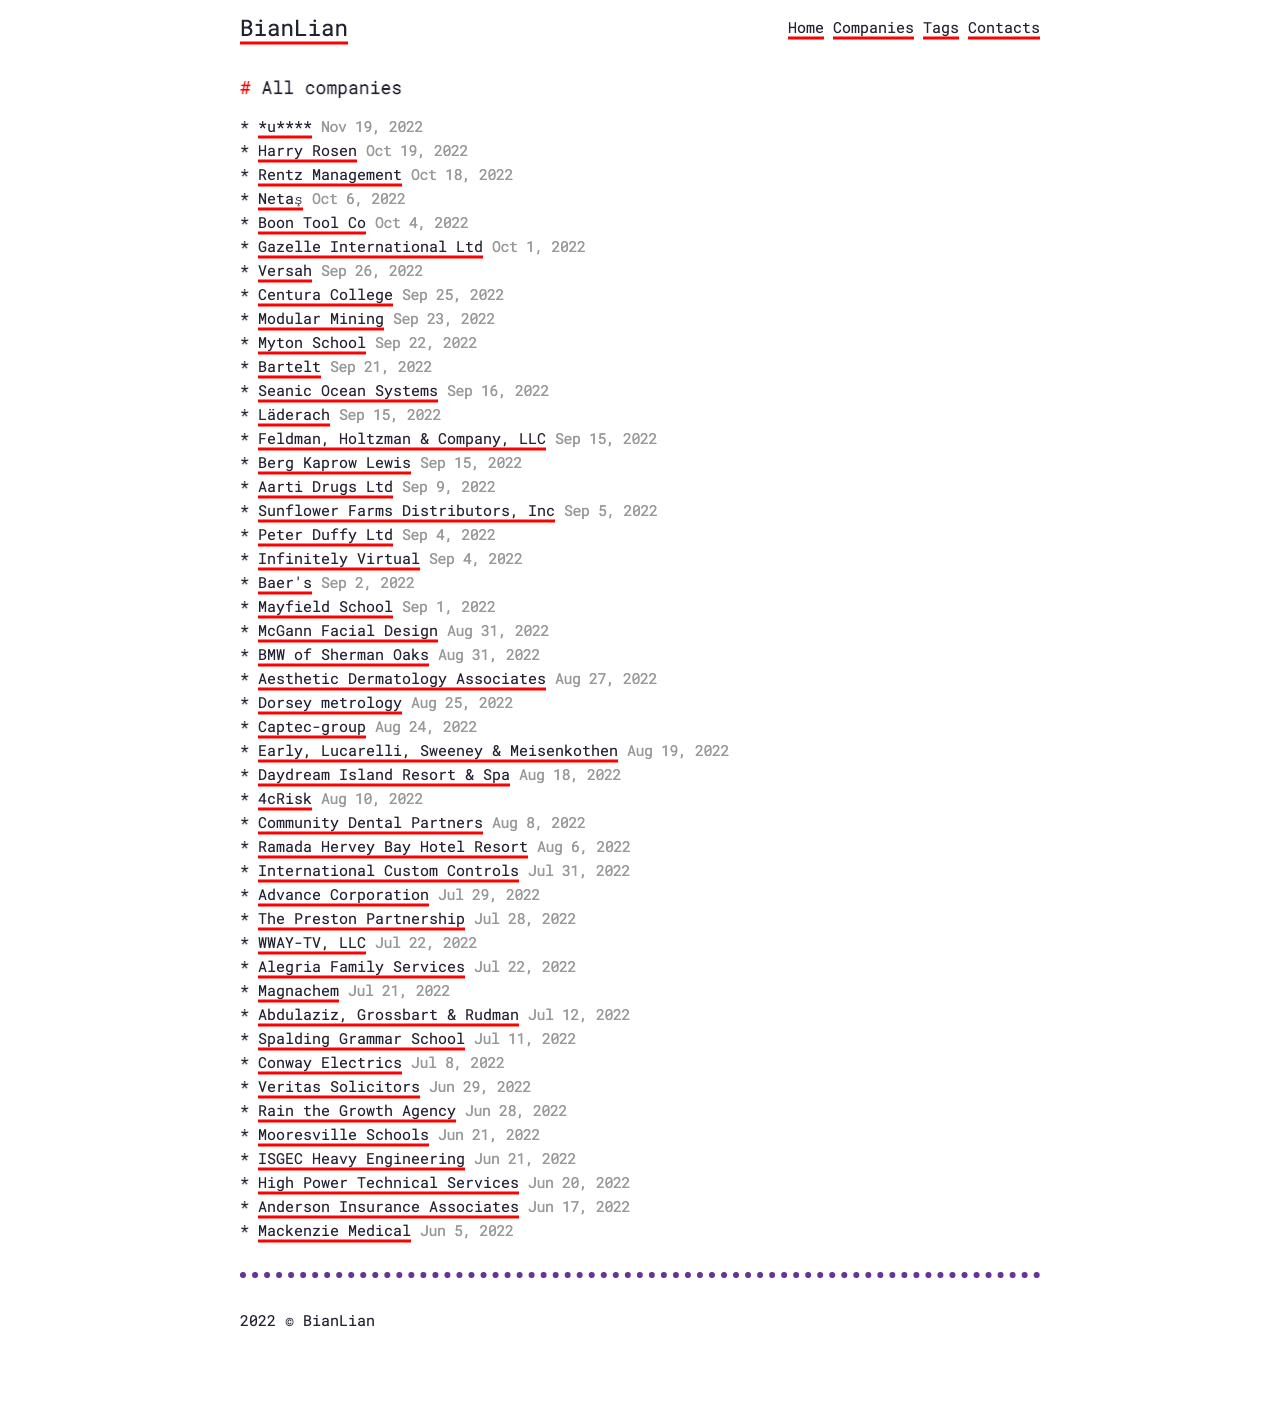 BianLian
Home Companies Tags Contacts
# All companies
* *u**** Nov 19, 2022
* Harry Rosen Oct 19, 2022
* Rentz Management Oct 18, 2022
* Netaş Oct 6, 2022
* Boon Tool Co Oct 4, 2022
* Gazelle International Ltd Oct 1, 2022
* Versah Sep 26, 2022
* Centura College Sep 25, 2022
* Modular Mining Sep 23, 2022
* Myton School Sep 22, 2022
* Bartelt Sep 21, 2022
* Seanic Ocean Systems Sep 16, 2022
* Läderach Sep 15, 2022
* Feldman, Holtzman & Company, LLC Sep 15, 2022
* Berg Kaprow Lewis Sep 15, 2022
* Aarti Drugs Ltd Sep 9, 2022
* Sunflower Farms Distributors, Inc Sep 5, 2022
* Peter Duffy Ltd Sep 4, 2022
* Infinitely Virtual Sep 4, 2022
* Baer's Sep 2, 2022
* Mayfield School Sep 1, 2022
* McGann Facial Design Aug 31, 2022
* BMW of Sherman Oaks Aug 31, 2022
* Aesthetic Dermatology Associates Aug 27, 2022
* Dorsey metrology Aug 25, 2022
* Captec-group Aug 24, 2022
* Early, Lucarelli, Sweeney & Meisenkothen Aug 19, 2022
* Daydream Island Resort & Spa Aug 18, 2022
* 4cRisk Aug 10, 2022
* Community Dental Partners Aug 8, 2022
* Ramada Hervey Bay Hotel Resort Aug 6, 2022
* International Custom Controls Jul 31, 2022
* Advance Corporation Jul 29, 2022
* The Preston Partnership Jul 28, 2022
* WWAY-TV, LLC Jul 22, 2022
* Alegria Family Services Jul 22, 2022
* Magnachem Jul 21, 2022
* Abdulaziz, Grossbart & Rudman Jul 12, 2022
* Spalding Grammar School Jul 11, 2022
* Conway Electrics Jul 8, 2022
* Veritas Solicitors Jun 29, 2022
* Rain the Growth Agency Jun 28, 2022
* Mooresville Schools Jun 21, 2022
* ISGEC Heavy Engineering Jun 21, 2022
* High Power Technical Services Jun 20, 2022
* Anderson Insurance Associates Jun 17, 2022
* Mackenzie Medical Jun 5, 2022
2022 © BianLian